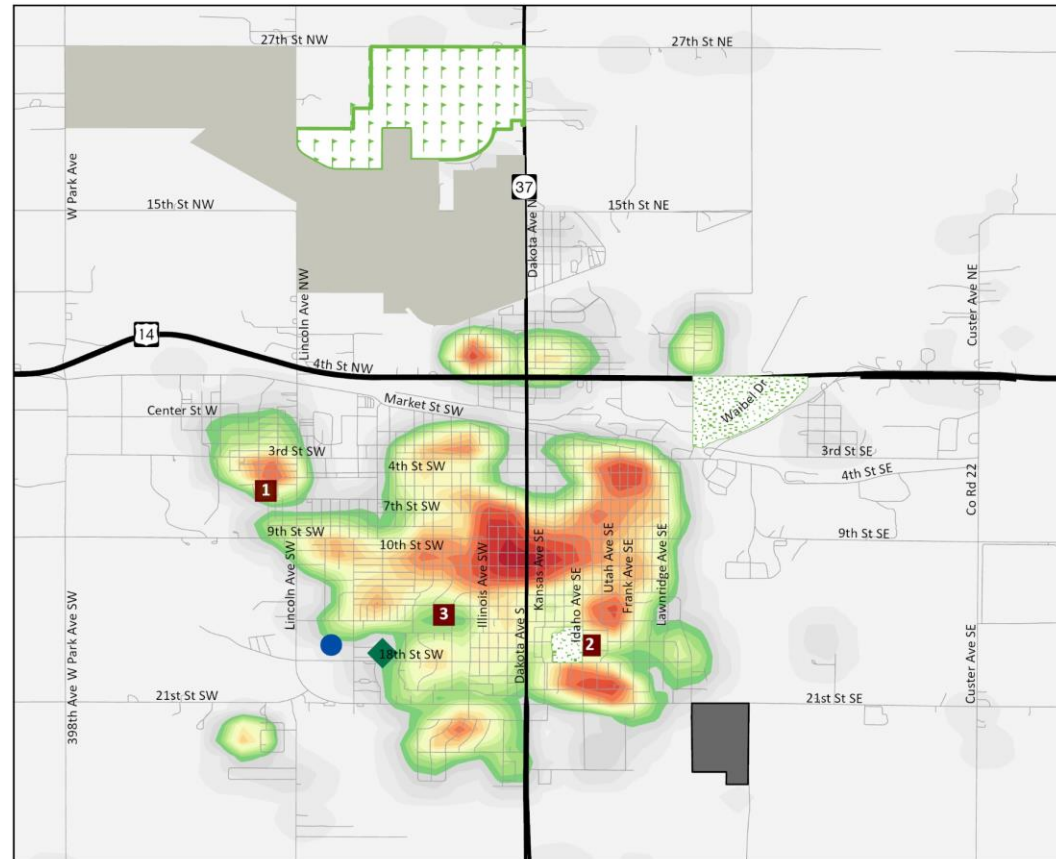 27th St NW
27th St NE
W Park Ave
37
15th St NW
15th St NE
Dakota Ave N
Lincoln Ave NW
Custer Ave NE
14
4th St NW
Market St SW
Center St W
Waibel Dr
3rd St SW
3rd St SE
4th St SW
4th St SE
1
Co Rd 22
7th St SW
9th St SW
10th St SW
9th St SE
Lincoln Ave SW
Illinois Ave SW
Kansas Ave SE
Idaho Ave SE
Utah Ave SE
Frank Ave SE
Lawnridge Ave SE
3
2
18th St SW
Dakota Ave S
398th Ave W Park Ave SW
21st St SW
21st St SE
Custer Ave SE